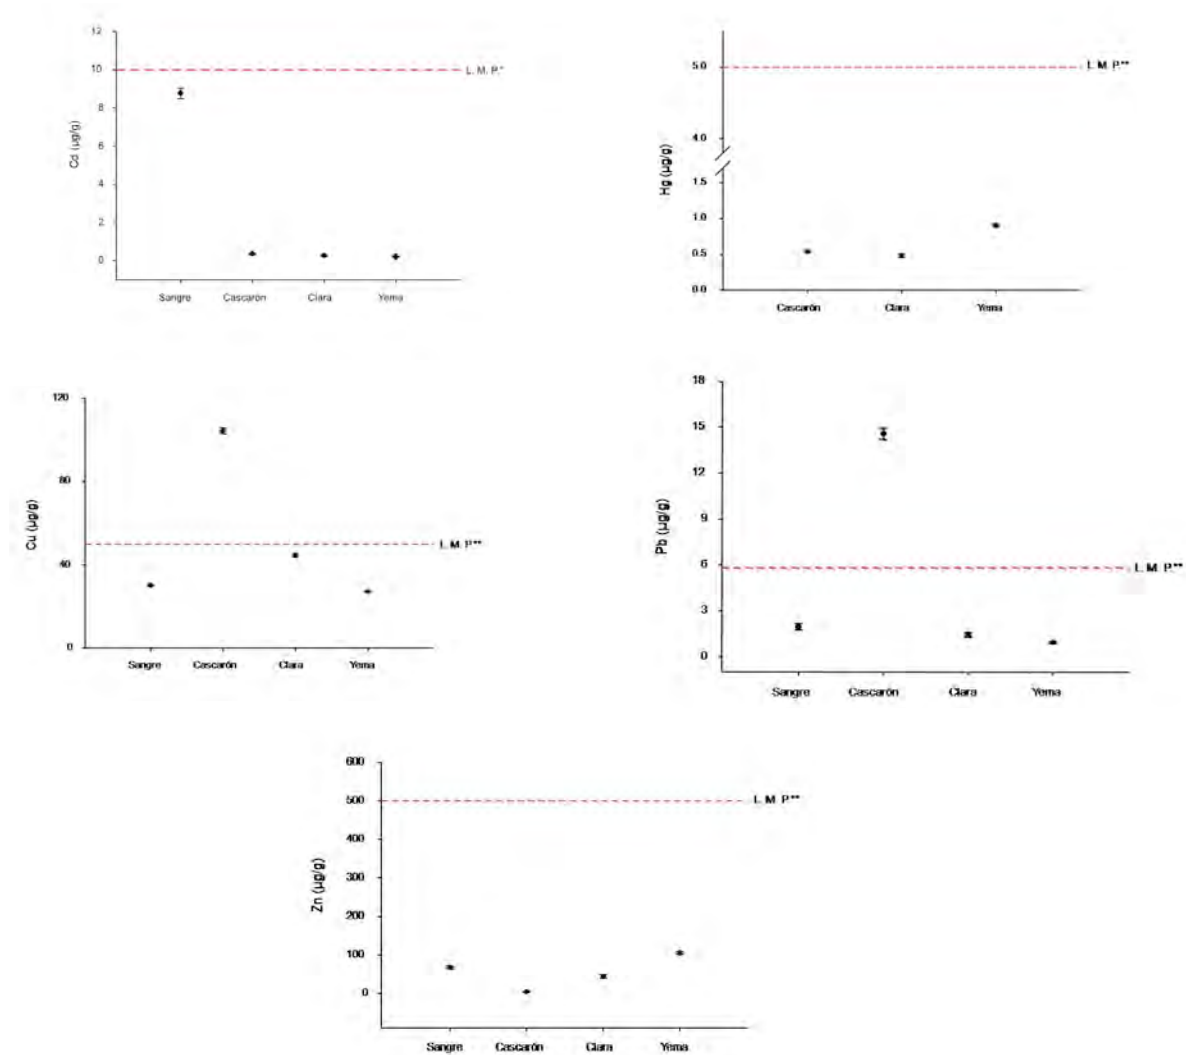 12
10
8
6
4
2
0
Cd (µg/g)
L. M. P.*
Sangre Cascarón Clara Yema
5.0
4.0
1.5
1.0
0.5
0.0
Hg (µg/g)
L. M. P.**
Cascarón Clara Yema
120
80
40
0
Cu (µg/g)
L. M. P.**
Sangre Cascarón Clara Yema
18
15
12
9
6
3
0
Pb (µg/g)
L. M. P.**
Sangre Cascarón Clara Yema
600
500
400
300
200
100
0
Zn (µg/g)
L. M. P.**
Sangre Cascarón Clara Yema